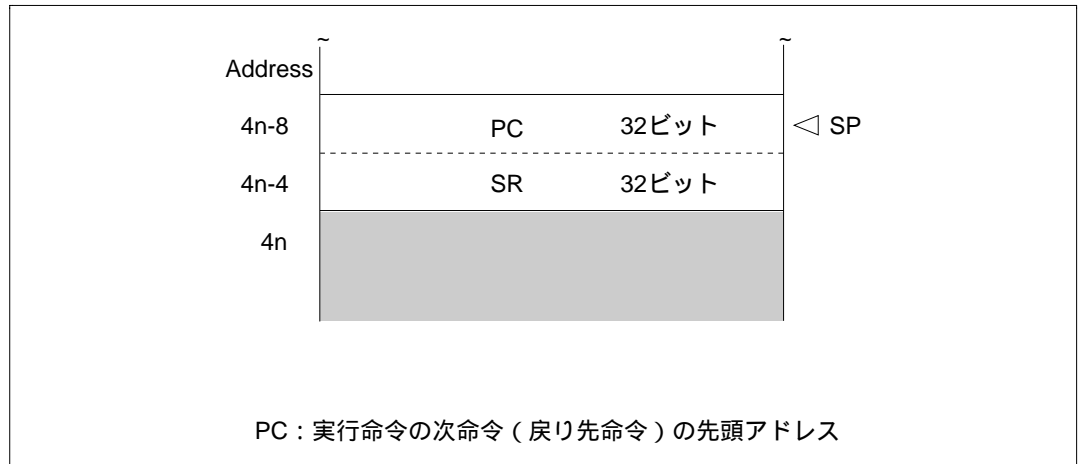 ~ ~
Address
4n-8 PC 32ビット ◁ SP
4n-4 SR 32ビット
4n
PC：実行命令の次命令（戻り先命令）の先頭アドレス